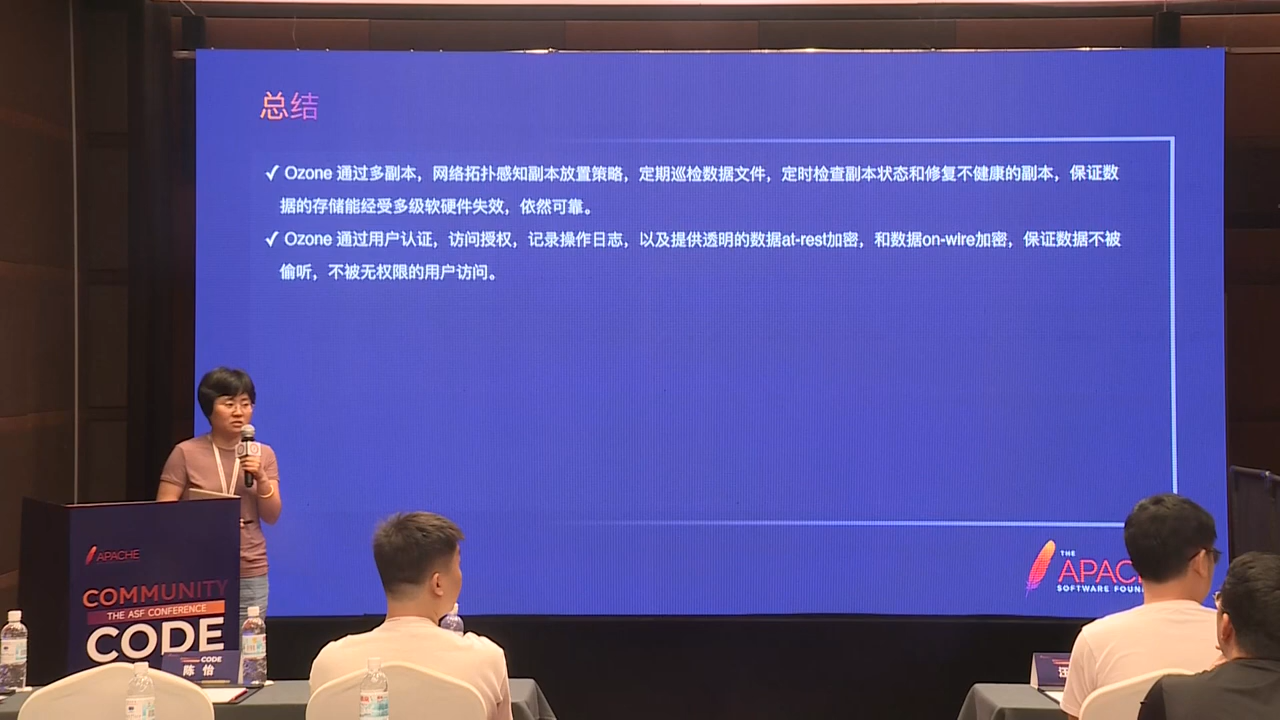 总结
✓ Ozone 通过多副本，网络拓扑感知副本放置策略，定期巡检数据文件，定时检查副本状态和修复不健康的副本，保证数
据的存储能经受多级软硬件失效，依然可靠。
✓ Ozone 通过用户认证，访问授权，记录操作日志，以及提供透明的数据at-rest加密，和数据on-wire加密，保证数据不被
偷听，不被无权限的用户访问。
THE
APAC
SOFTWARE FOUN
APACHE
COMMUNITY
THE ASF CONFERENCE
CODE
CODE
陈 怡